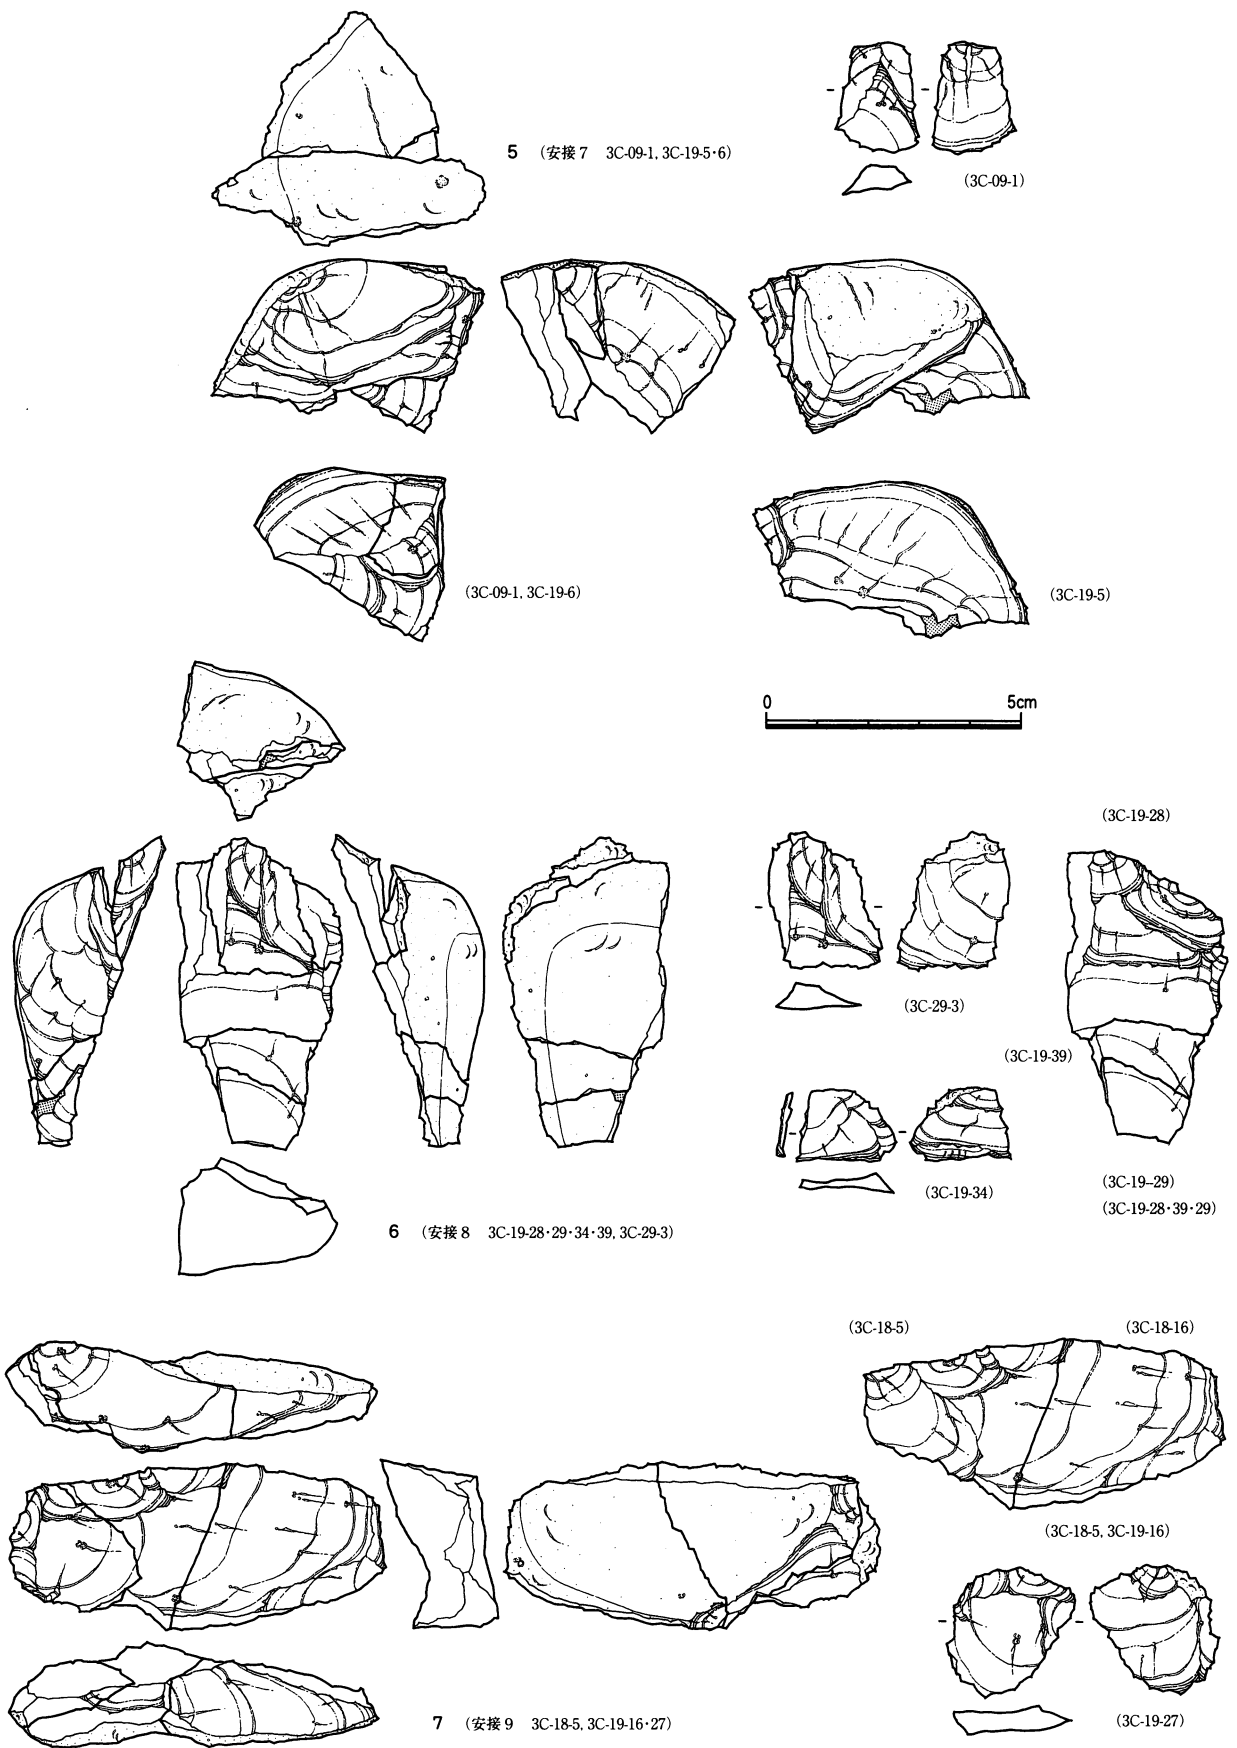 5 （安接７ 3C-09-1, 3C-19-5・6）
（3C-09-1）
（3C-09-1, 3C-19-6）
（3C-19-5）
0 5cm
（3C-19-28）
（3C-29-3）
（3C-19-39）
（3C-19-34）
（3C-19-29）
（3C-19-28・39・29）
6 （安接８ 3C-19-28・29・34・39, 3C-29-3）
（3C-18-5） （3C-18-16）
（3C-18-5, 3C-19-16）
（3C-19-27）
7 （安接９ 3C-18-5, 3C-19-16・27）